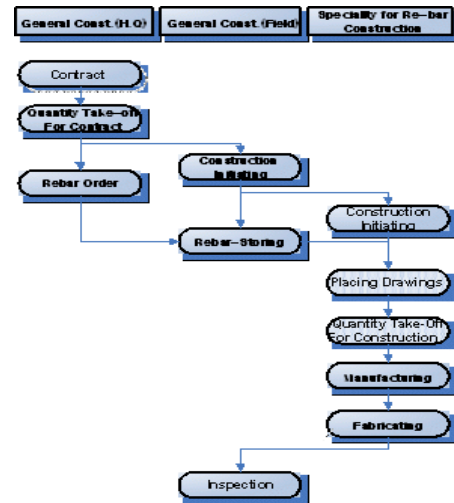 General Const. (H.Q)
General Const. (Field)
Speciality for Re-bar
Construction
Contract
Quantity Take-off
For Contract
Construction
Initiating
Rebar Order
Construction
Initiating
Rebar-Storing
Placing Drawings
Quantity Take-Off
For Construction
Manufacturing
Fabricating
Inspection